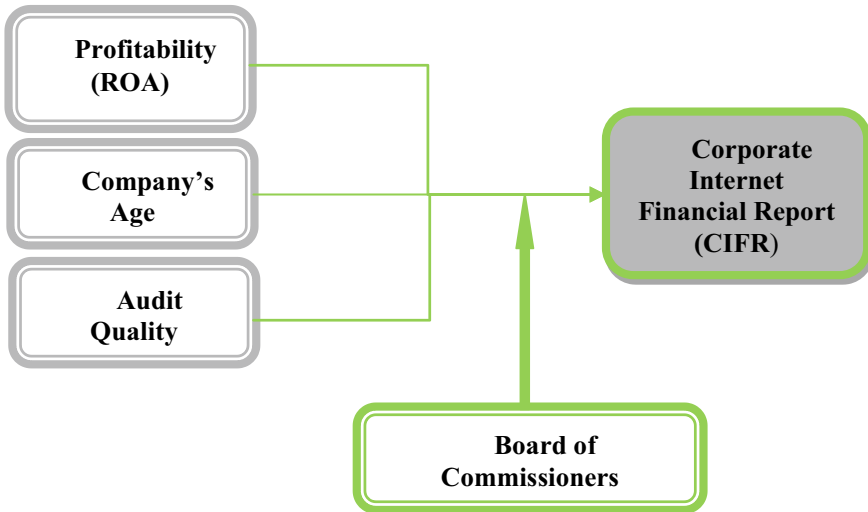 Profitability
(ROA)
Company’s
Age
Audit
Quality
Corporate
Internet
Financial Report
(CIFR)
Board of
Commissioners